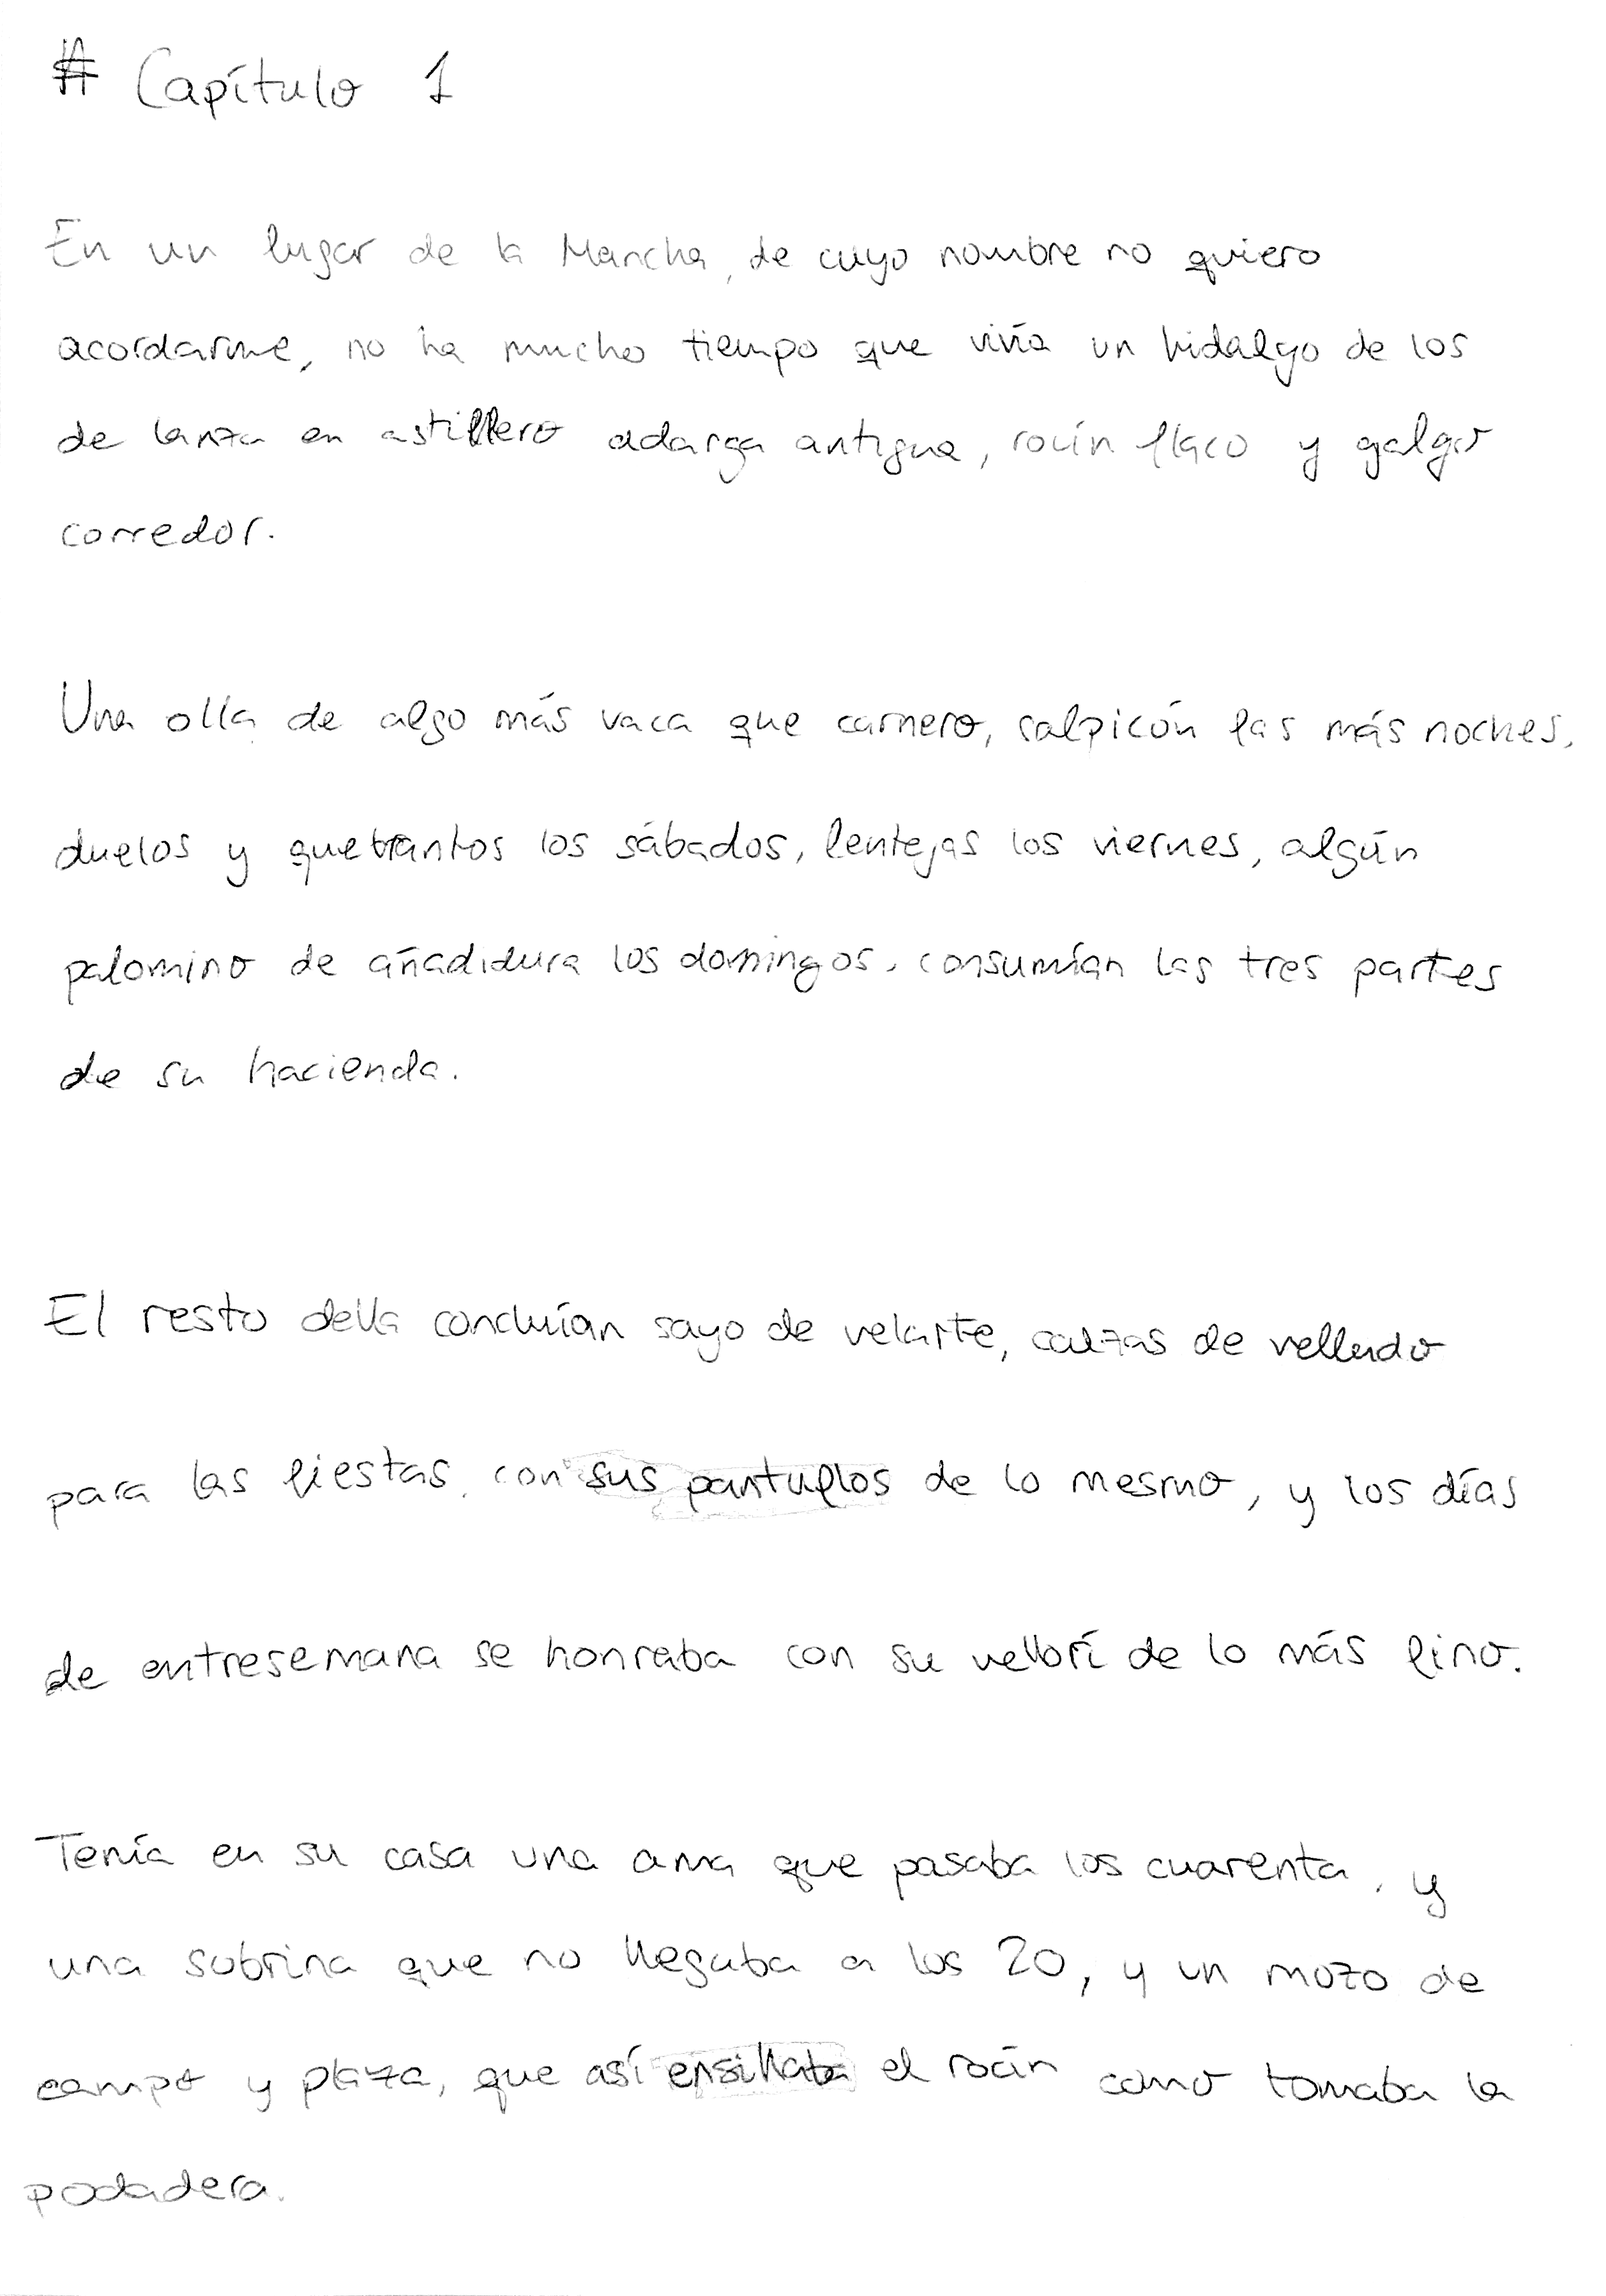 # Capítulo 1
En un lugar de la Mancha, de cuyo nombre no quiero
acordarme, no ha mucho tiempo que vivía un hidalgo de los
de lanza en astillero adarga antigua, rocín flaco y galgo
corredor.
Una olla de algo más vaca que carnero, salpicón las más noches,
duelos y quebrantos los sábados, lentejas los viernes, algún
palomino de añadidura los domingos, consumían las tres partes
de su hacienda.
El resto della concluían sayo de velarte, calzas de velludo
para las fiestas, con sus pantuflos de lo mesmo, y los días
de entresemana se honraba con su vellorí de lo más fino.
Tenía en su casa una ama que pasaba los cuarenta, y
una sobrina que no llegaba a los 20, y un mozo de
campo y plaza, que así ensillaba el rocín como tomaba la
podadera.